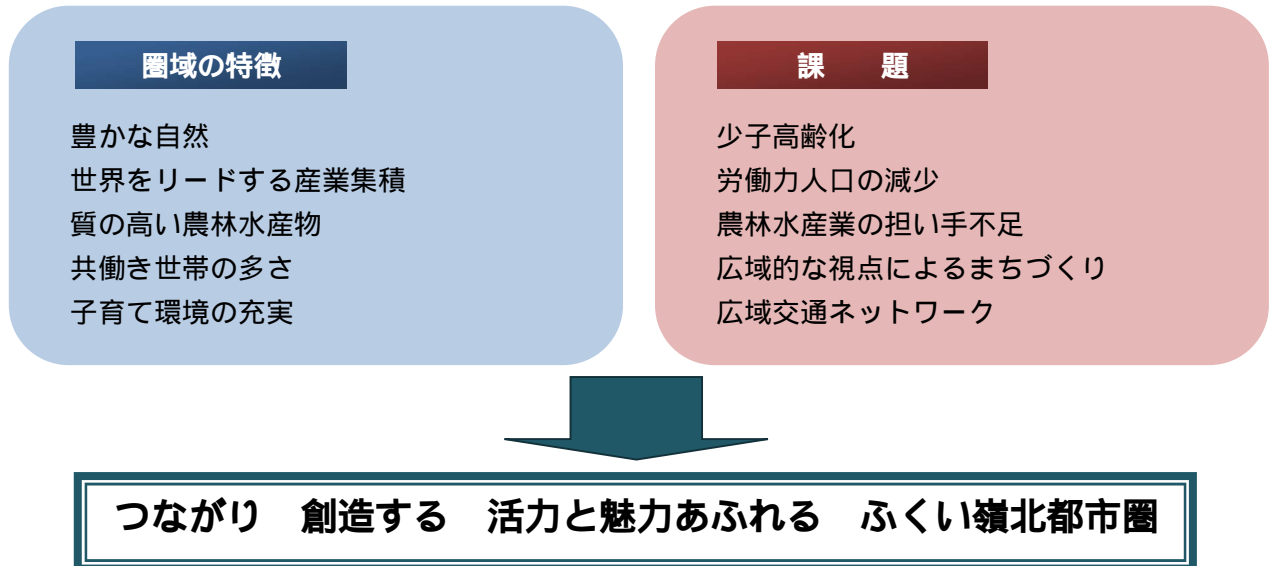 圏域の特徴
豊かな自然
世界をリードする産業集積
質の高い農林水産物
共働き世帯の多さ
子育て環境の充実
課　題
少子高齢化
労働力人口の減少
農林水産業の担い手不足
広域的な視点によるまちづくり
広域交通ネットワーク
つながり　創造する　活力と魅力あふれる　ふくい嶺北都市圏